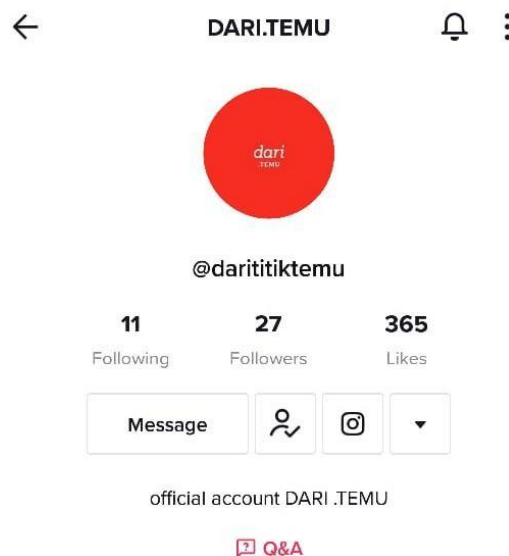 DARI.TEMU
dari
.TEMU
@darititiktemu
11 27 365
Following Followers Likes
Message
official account DARI .TEMU
Q&A